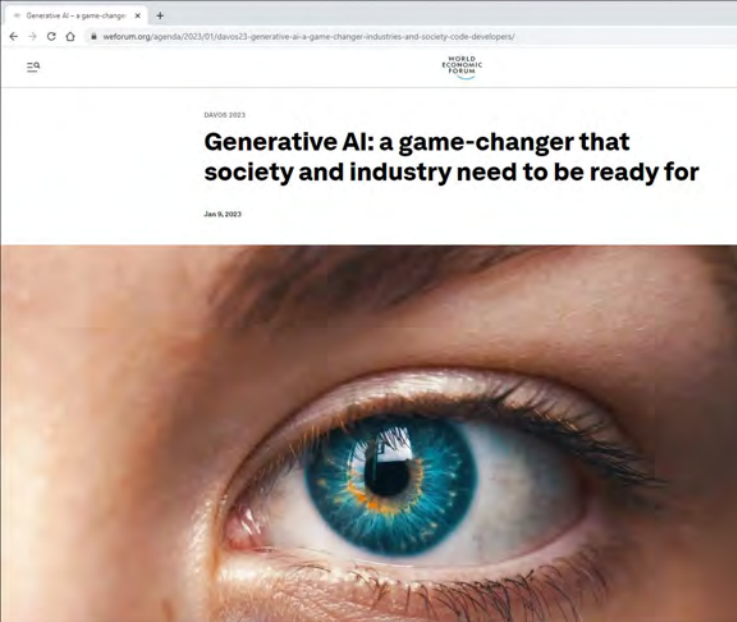 Generative AI – a game-change
weforum.org/agenda/2023/01/davos23-generative-ai-a-game-changer-industries-and-society-code-developers/
WORLD
ECONOMIC
FORUM
DAVOS 2023
Generative AI: a game-changer that
society and industry need to be ready for
Jan 9, 2023